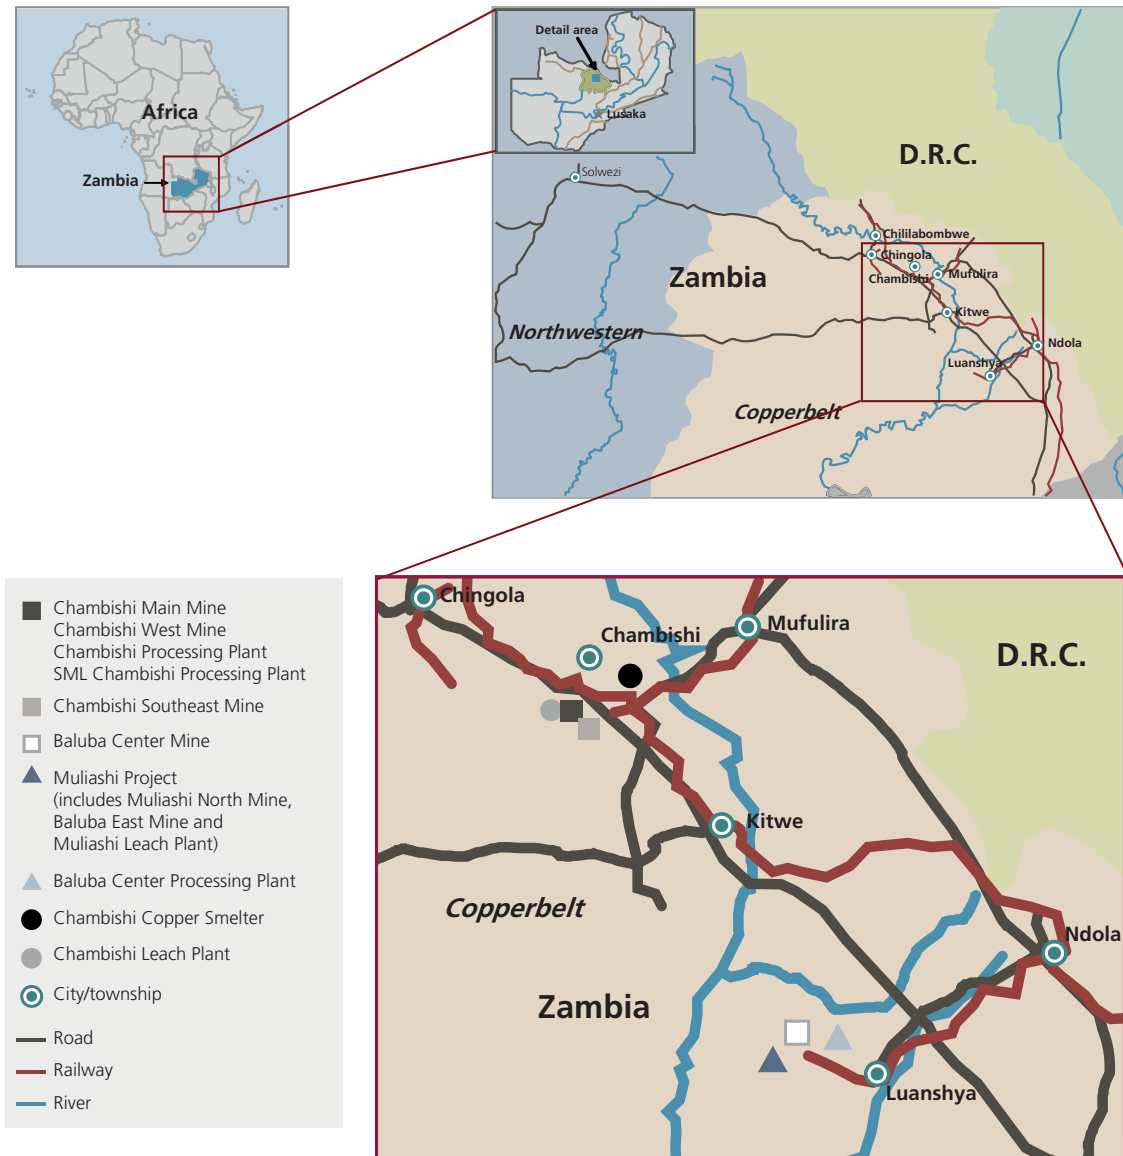 Africa
Zambia
Detail area
Lusaka
D.R.C.
Solwezi
Chililabombwe
Chingola
Chambishi
Mufulira
Zambia
Kitwe
Northwestern
Ndola
Luanshya
Copperbelt
Chambishi Main Mine
Chambishi West Mine
Chambishi Processing Plant
SML Chambishi Processing Plant
Chambishi Southeast Mine
Baluba Center Mine
Muliashi Project
(includes Muliashi North Mine,
Baluba East Mine and
Muliashi Leach Plant)
Baluba Center Processing Plant
Chambishi Copper Smelter
Chambishi Leach Plant
City/township
Road
Railway
River
Chingola
Chambishi
Mufulira
D.R.C.
Kitwe
Copperbelt
Ndola
Zambia
Luanshya